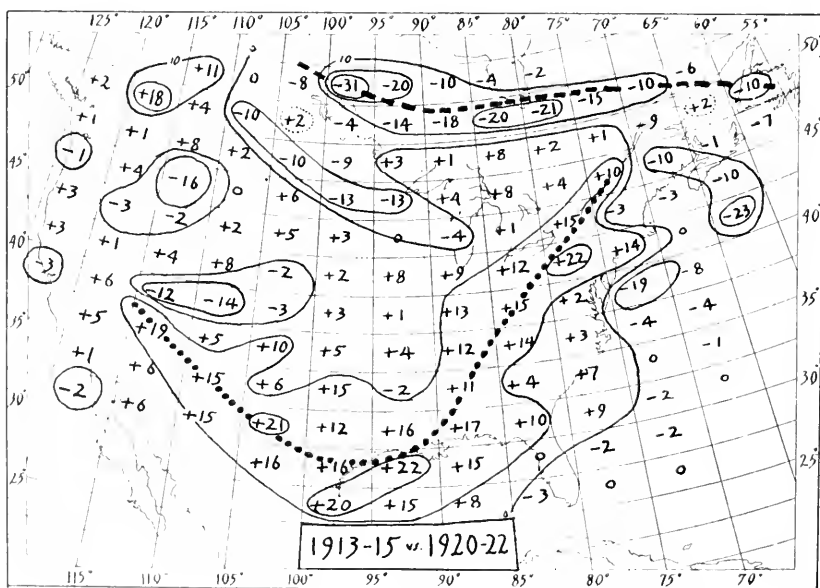 125° 120° 115° 110° 105° 100° 95° 90° 85° 80° 75° 70° 65° 60° 55°
50° 50°
10 +11 0 10 -6
+2 -8 -31 -20 -10 -4 -2 -10 -10
+18 +4 0 -15 +2
+1 -10 +2 -4 -14 -18 -20 -21 +9 -7
45° +1 +8 +2 -10 -9 +3 +1 +8 +2 +1 -10 -1 45°
-1 +4 -16 0 +6 -13 -13 +4 +8 +4 +10 -3 -10
+3 -3 -2 +2 +5 +3 0 -4 +1 +15 -3 -23
40° +3 +1 +4 +8 -2 +2 +8 +9 +12 +22 +14 -8 40°
-3 +6 -12 -14 -3 +3 +1 +13 +15 +2 -19 -4
35° +5 +19 +5 +10 +5 +4 +12 +14 +3 -4 -1 35°
+1 +6 +15 +6 +15 -2 +11 +4 +7 0 0
30° -2 +6 +15 +21 +12 +16 +17 +10 +9 -2 -2 30°
25° +16 +16 +22 +15 0 -2 0 0 25°
+20 +15 +8 -3 0
0
1913-15 vs. 1920-22
115° 110° 105° 100° 95° 90° 85° 80° 75° 70°